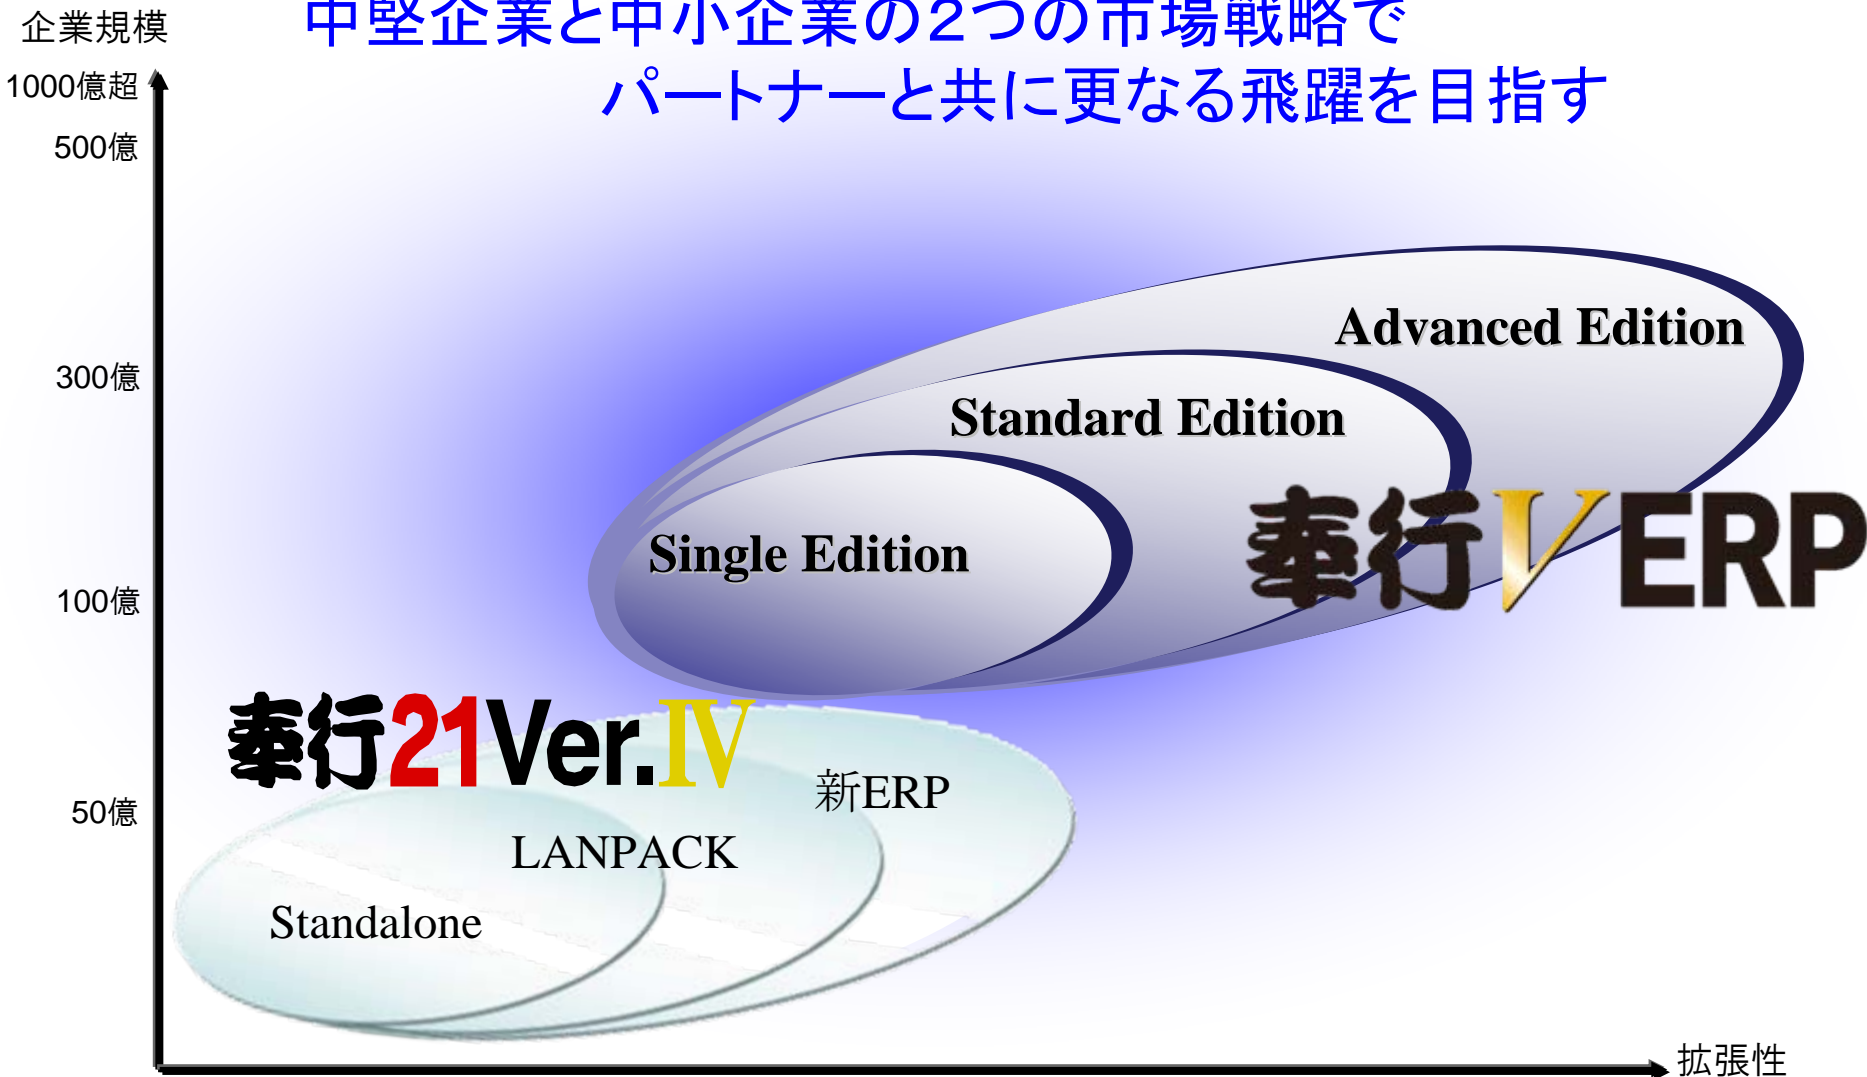 中堅企業と中小企業の２つの市場戦略で
パートナーと共に更なる飛躍を目指す
企業規模
1000億超
500億
300億
100億
50億
Advanced Edition
Standard Edition
Single Edition
奉行V ERP
奉行21Ver.IV
新ERP
LANPACK
Standalone
拡張性